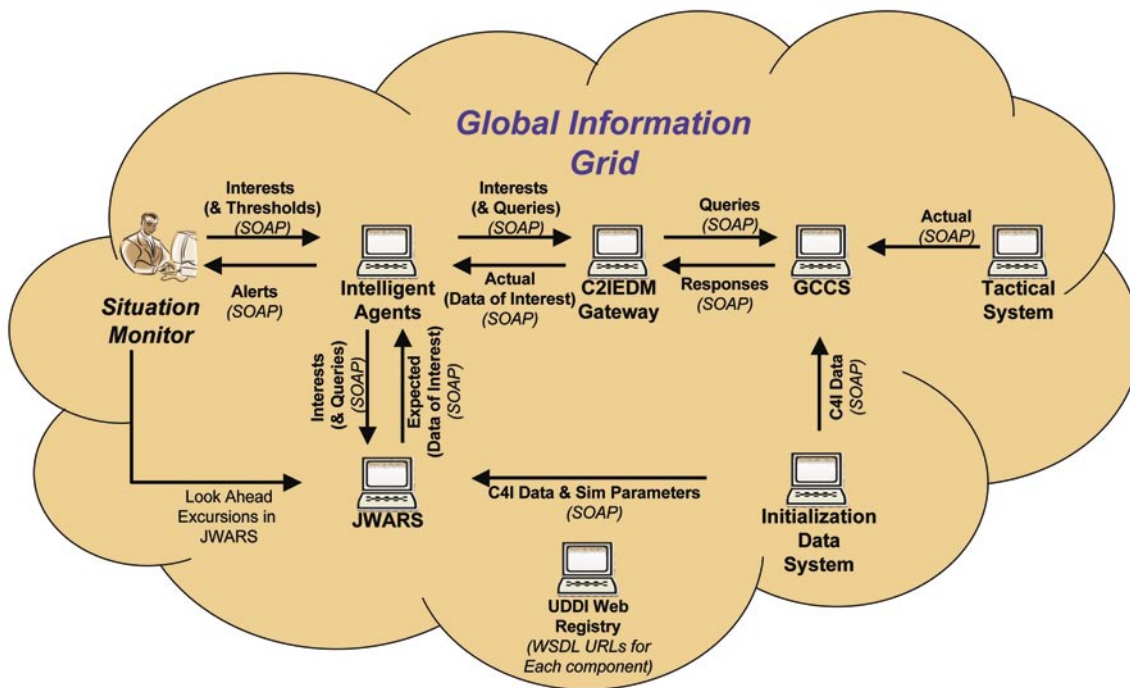 Global Information
Grid
Interests
(& Thresholds)
(SOAP)
Interests
(& Queries)
(SOAP)
Queries
(SOAP)
Actual
(SOAP)
Alerts
(SOAP)
Situation
Monitor
Intelligent
Agents
Actual
(Data of Interest)
(SOAP)
C2IEDM
Gateway
Responses
(SOAP)
GCCS
Tactical
System
Interests
(& Queries)
(SOAP)
Expected
(Data of Interest)
(SOAP)
C4I Data
(SOAP)
Look Ahead
Excursions in
JWARS
JWARS
C4I Data & Sim Parameters
(SOAP)
Initialization
Data
System
UDDI Web
Registry
(WSDL URLs for
Each component)